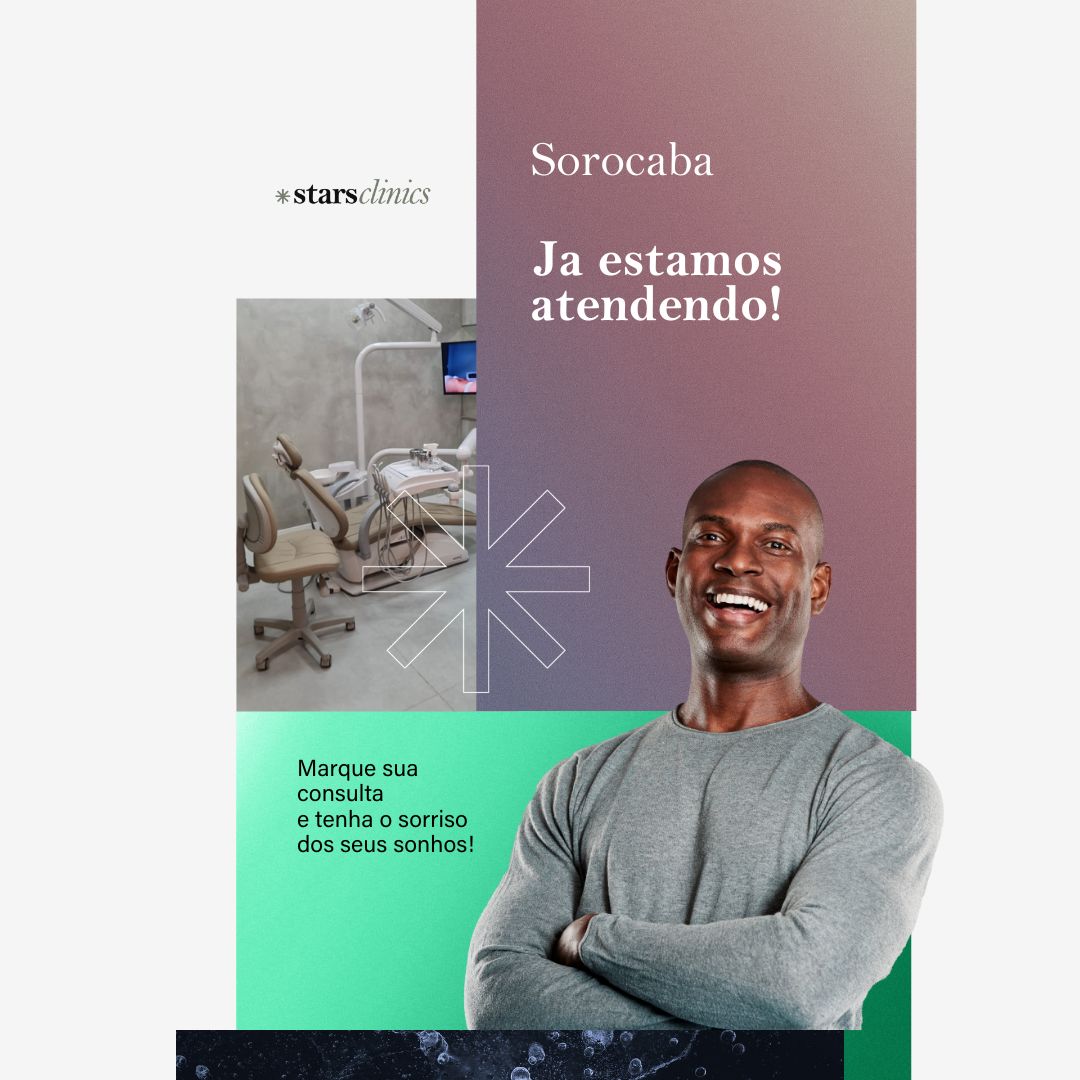 Sorocaba
*starsclinics
Ja estamos
atendendo!
Marque sua
consulta
e tenha o sorriso
dos seus sonhos!